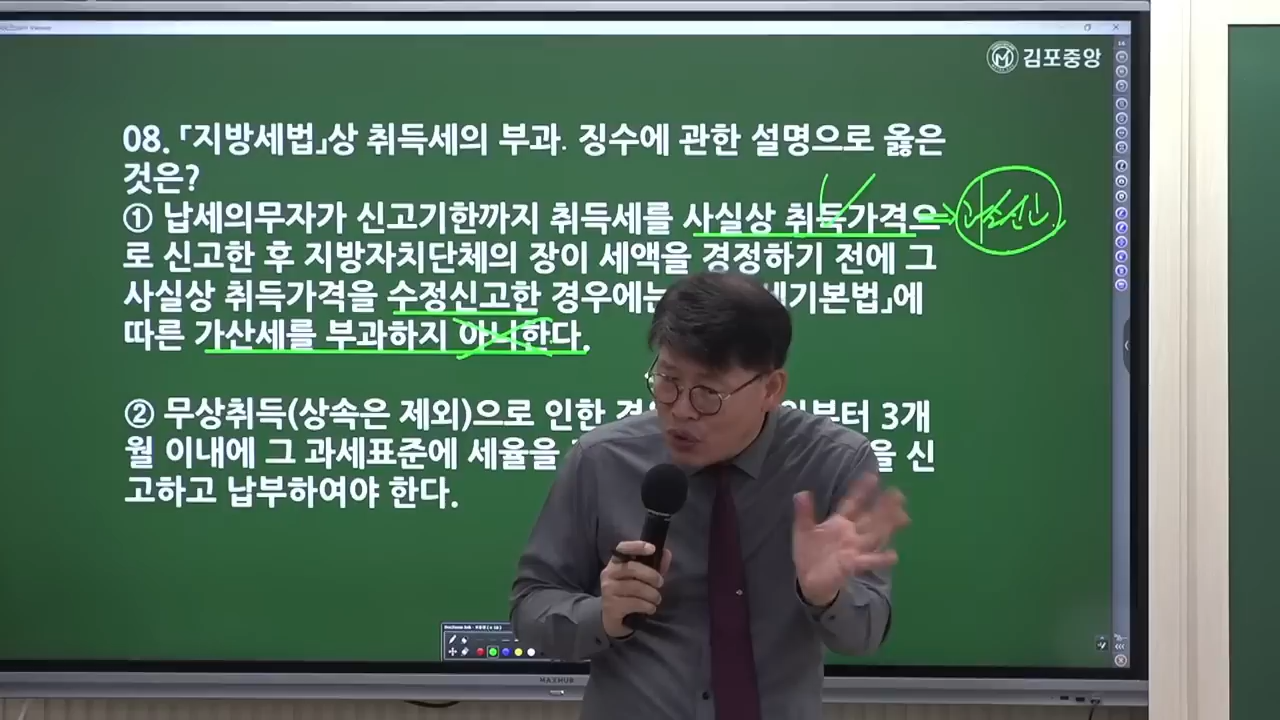 김포중앙
08. 「지방세법」상 취득세의 부과. 징수에 관한 설명으로 옳은
것은?
① 납세의무자가 신고기한까지 취득세를 사실상 취득가격으
로 신고한 후 지방자치단체의 장이 세액을 경정하기 전에 그
사실상 취득가격을 수정신고한 경우에는 세기본법」에
따른 가산세를 부과하지 아니한다.
② 무상취득(상속은 제외)으로 인한 3개
월 이내에 그 과세표준에 세율을 신
고하고 납부하여야 한다.
MAXHUB